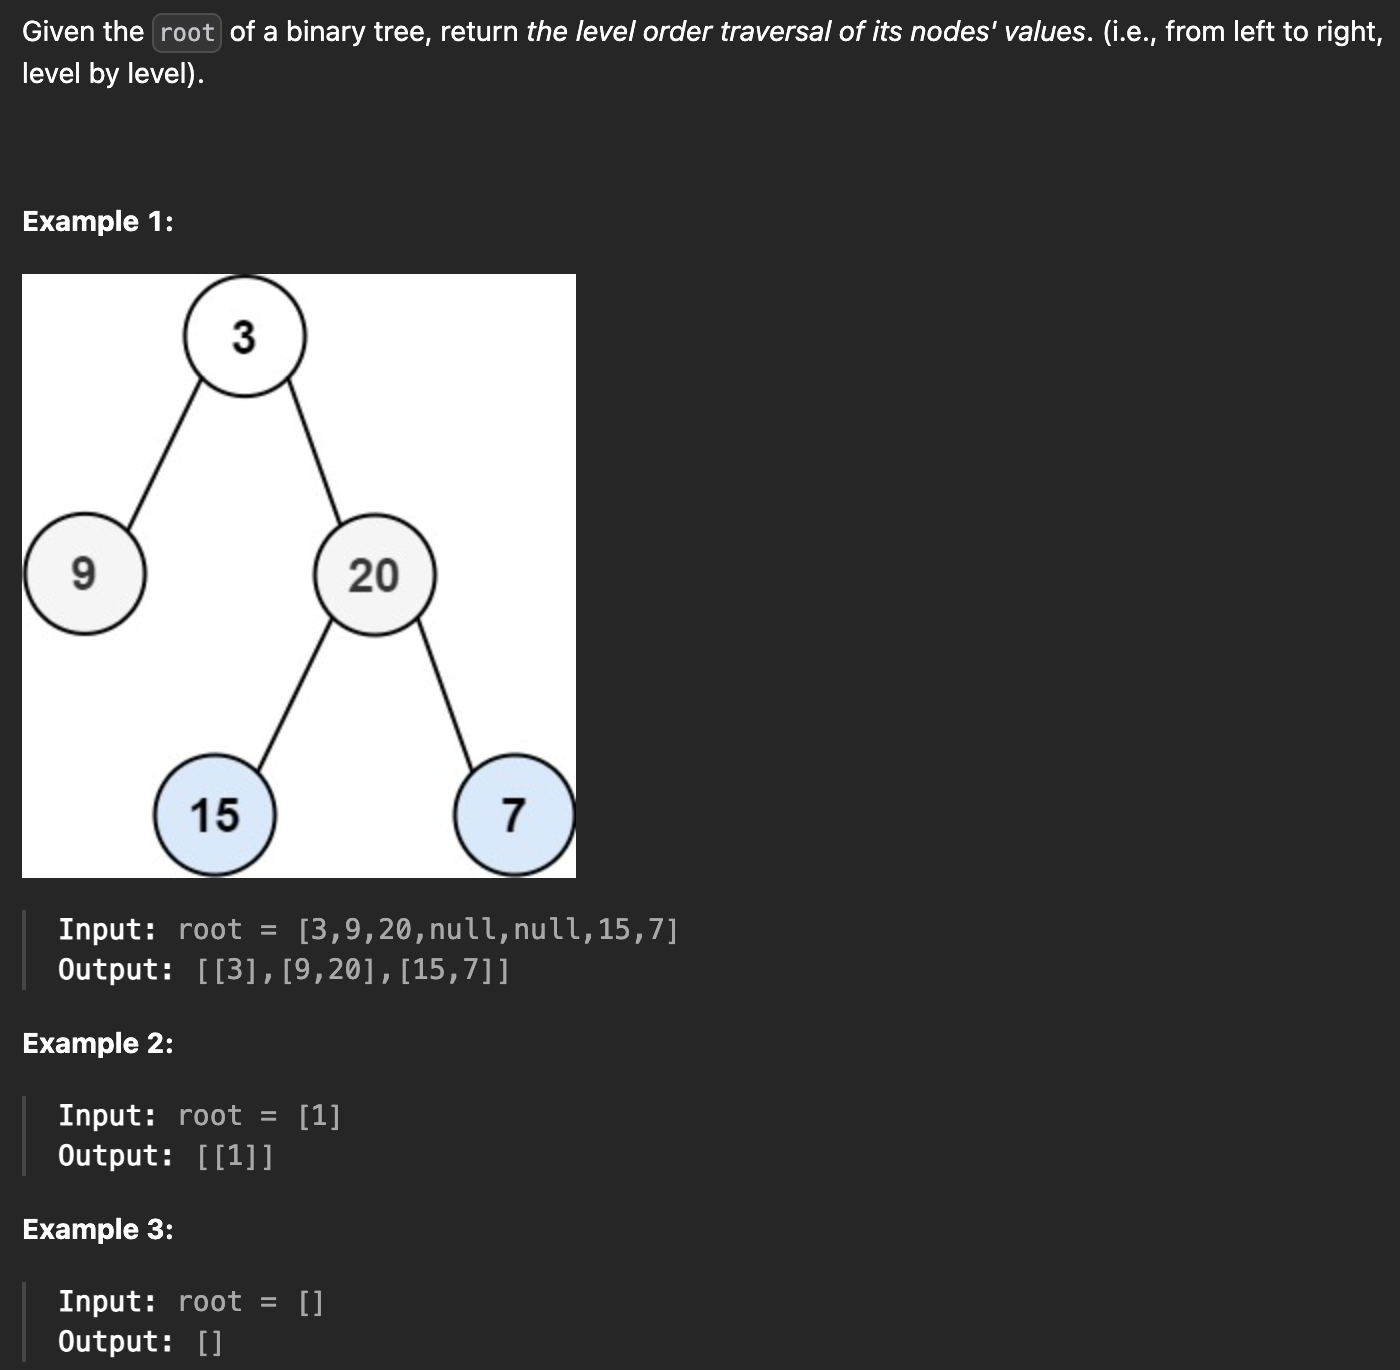 Given the root of a binary tree, return the level order traversal of its nodes' values. (i.e., from left to right,
level by level).
Example 1:
3
9 20
15 7
Input: root = [3,9,20,null,null,15,7]
Output: [[3],[9,20],[15,7]]
Example 2:
Input: root = [1]
Output: [[1]]
Example 3:
Input: root = []
Output: []